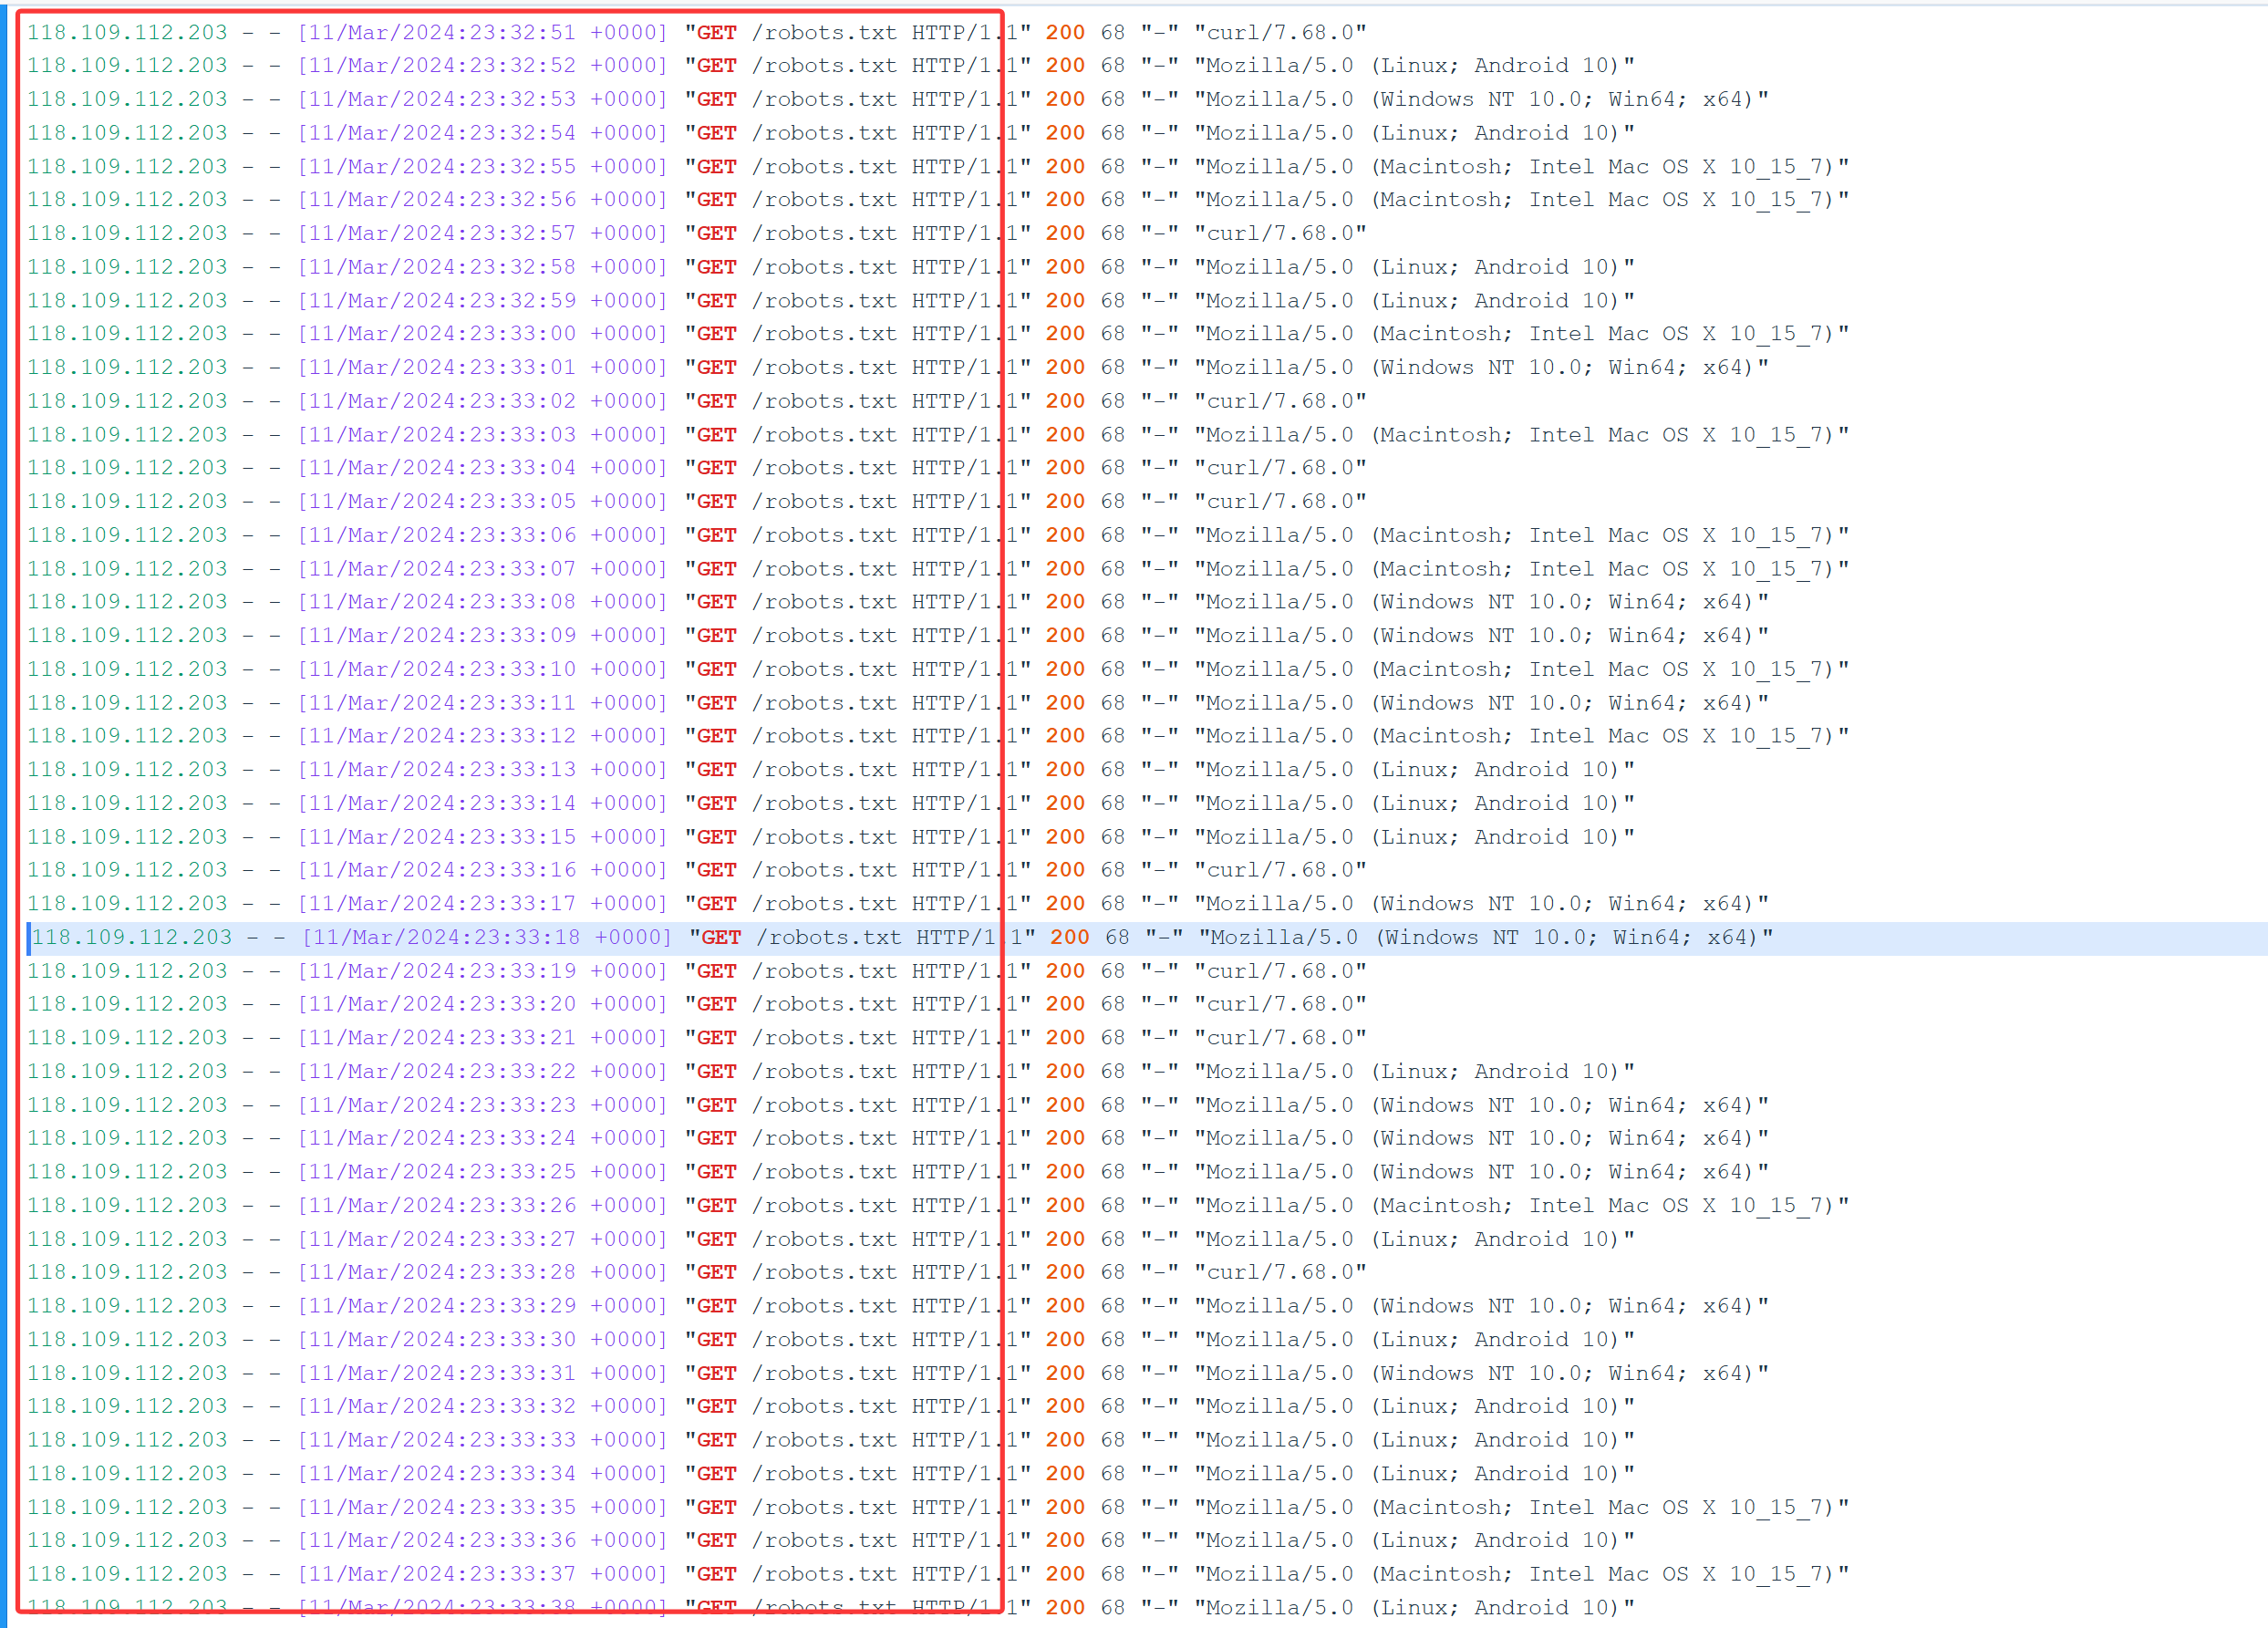 118.109.112.203 - - [11/Mar/2024:23:32:51 +0000] "GET /robots.txt HTTP/1.1" 200 68 "-" "curl/7.68.0"
118.109.112.203 - - [11/Mar/2024:23:32:52 +0000] "GET /robots.txt HTTP/1.1" 200 68 "-" "Mozilla/5.0 (Linux; Android 10)"
118.109.112.203 - - [11/Mar/2024:23:32:53 +0000] "GET /robots.txt HTTP/1.1" 200 68 "-" "Mozilla/5.0 (Windows NT 10.0; Win64; x64)"
118.109.112.203 - - [11/Mar/2024:23:32:54 +0000] "GET /robots.txt HTTP/1.1" 200 68 "-" "Mozilla/5.0 (Linux; Android 10)"
118.109.112.203 - - [11/Mar/2024:23:32:55 +0000] "GET /robots.txt HTTP/1.1" 200 68 "-" "Mozilla/5.0 (Macintosh; Intel Mac OS X 10_15_7)"
118.109.112.203 - - [11/Mar/2024:23:32:56 +0000] "GET /robots.txt HTTP/1.1" 200 68 "-" "Mozilla/5.0 (Macintosh; Intel Mac OS X 10_15_7)"
118.109.112.203 - - [11/Mar/2024:23:32:57 +0000] "GET /robots.txt HTTP/1.1" 200 68 "-" "curl/7.68.0"
118.109.112.203 - - [11/Mar/2024:23:32:58 +0000] "GET /robots.txt HTTP/1.1" 200 68 "-" "Mozilla/5.0 (Linux; Android 10)"
118.109.112.203 - - [11/Mar/2024:23:32:59 +0000] "GET /robots.txt HTTP/1.1" 200 68 "-" "Mozilla/5.0 (Linux; Android 10)"
118.109.112.203 - - [11/Mar/2024:23:33:00 +0000] "GET /robots.txt HTTP/1.1" 200 68 "-" "Mozilla/5.0 (Macintosh; Intel Mac OS X 10_15_7)"
118.109.112.203 - - [11/Mar/2024:23:33:01 +0000] "GET /robots.txt HTTP/1.1" 200 68 "-" "Mozilla/5.0 (Windows NT 10.0; Win64; x64)"
118.109.112.203 - - [11/Mar/2024:23:33:02 +0000] "GET /robots.txt HTTP/1.1" 200 68 "-" "curl/7.68.0"
118.109.112.203 - - [11/Mar/2024:23:33:03 +0000] "GET /robots.txt HTTP/1.1" 200 68 "-" "Mozilla/5.0 (Macintosh; Intel Mac OS X 10_15_7)"
118.109.112.203 - - [11/Mar/2024:23:33:04 +0000] "GET /robots.txt HTTP/1.1" 200 68 "-" "curl/7.68.0"
118.109.112.203 - - [11/Mar/2024:23:33:05 +0000] "GET /robots.txt HTTP/1.1" 200 68 "-" "curl/7.68.0"
118.109.112.203 - - [11/Mar/2024:23:33:06 +0000] "GET /robots.txt HTTP/1.1" 200 68 "-" "Mozilla/5.0 (Macintosh; Intel Mac OS X 10_15_7)"
118.109.112.203 - - [11/Mar/2024:23:33:07 +0000] "GET /robots.txt HTTP/1.1" 200 68 "-" "Mozilla/5.0 (Macintosh; Intel Mac OS X 10_15_7)"
118.109.112.203 - - [11/Mar/2024:23:33:08 +0000] "GET /robots.txt HTTP/1.1" 200 68 "-" "Mozilla/5.0 (Windows NT 10.0; Win64; x64)"
118.109.112.203 - - [11/Mar/2024:23:33:09 +0000] "GET /robots.txt HTTP/1.1" 200 68 "-" "Mozilla/5.0 (Windows NT 10.0; Win64; x64)"
118.109.112.203 - - [11/Mar/2024:23:33:10 +0000] "GET /robots.txt HTTP/1.1" 200 68 "-" "Mozilla/5.0 (Macintosh; Intel Mac OS X 10_15_7)"
118.109.112.203 - - [11/Mar/2024:23:33:11 +0000] "GET /robots.txt HTTP/1.1" 200 68 "-" "Mozilla/5.0 (Windows NT 10.0; Win64; x64)"
118.109.112.203 - - [11/Mar/2024:23:33:12 +0000] "GET /robots.txt HTTP/1.1" 200 68 "-" "Mozilla/5.0 (Macintosh; Intel Mac OS X 10_15_7)"
118.109.112.203 - - [11/Mar/2024:23:33:13 +0000] "GET /robots.txt HTTP/1.1" 200 68 "-" "Mozilla/5.0 (Linux; Android 10)"
118.109.112.203 - - [11/Mar/2024:23:33:14 +0000] "GET /robots.txt HTTP/1.1" 200 68 "-" "Mozilla/5.0 (Linux; Android 10)"
118.109.112.203 - - [11/Mar/2024:23:33:15 +0000] "GET /robots.txt HTTP/1.1" 200 68 "-" "Mozilla/5.0 (Linux; Android 10)"
118.109.112.203 - - [11/Mar/2024:23:33:16 +0000] "GET /robots.txt HTTP/1.1" 200 68 "-" "curl/7.68.0"
118.109.112.203 - - [11/Mar/2024:23:33:17 +0000] "GET /robots.txt HTTP/1.1" 200 68 "-" "Mozilla/5.0 (Windows NT 10.0; Win64; x64)"
118.109.112.203 - - [11/Mar/2024:23:33:18 +0000] "GET /robots.txt HTTP/1.1" 200 68 "-" "Mozilla/5.0 (Windows NT 10.0; Win64; x64)"
118.109.112.203 - - [11/Mar/2024:23:33:19 +0000] "GET /robots.txt HTTP/1.1" 200 68 "-" "curl/7.68.0"
118.109.112.203 - - [11/Mar/2024:23:33:20 +0000] "GET /robots.txt HTTP/1.1" 200 68 "-" "curl/7.68.0"
118.109.112.203 - - [11/Mar/2024:23:33:21 +0000] "GET /robots.txt HTTP/1.1" 200 68 "-" "curl/7.68.0"
118.109.112.203 - - [11/Mar/2024:23:33:22 +0000] "GET /robots.txt HTTP/1.1" 200 68 "-" "Mozilla/5.0 (Linux; Android 10)"
118.109.112.203 - - [11/Mar/2024:23:33:23 +0000] "GET /robots.txt HTTP/1.1" 200 68 "-" "Mozilla/5.0 (Windows NT 10.0; Win64; x64)"
118.109.112.203 - - [11/Mar/2024:23:33:24 +0000] "GET /robots.txt HTTP/1.1" 200 68 "-" "Mozilla/5.0 (Windows NT 10.0; Win64; x64)"
118.109.112.203 - - [11/Mar/2024:23:33:25 +0000] "GET /robots.txt HTTP/1.1" 200 68 "-" "Mozilla/5.0 (Windows NT 10.0; Win64; x64)"
118.109.112.203 - - [11/Mar/2024:23:33:26 +0000] "GET /robots.txt HTTP/1.1" 200 68 "-" "Mozilla/5.0 (Macintosh; Intel Mac OS X 10_15_7)"
118.109.112.203 - - [11/Mar/2024:23:33:27 +0000] "GET /robots.txt HTTP/1.1" 200 68 "-" "Mozilla/5.0 (Linux; Android 10)"
118.109.112.203 - - [11/Mar/2024:23:33:28 +0000] "GET /robots.txt HTTP/1.1" 200 68 "-" "curl/7.68.0"
118.109.112.203 - - [11/Mar/2024:23:33:29 +0000] "GET /robots.txt HTTP/1.1" 200 68 "-" "Mozilla/5.0 (Windows NT 10.0; Win64; x64)"
118.109.112.203 - - [11/Mar/2024:23:33:30 +0000] "GET /robots.txt HTTP/1.1" 200 68 "-" "Mozilla/5.0 (Linux; Android 10)"
118.109.112.203 - - [11/Mar/2024:23:33:31 +0000] "GET /robots.txt HTTP/1.1" 200 68 "-" "Mozilla/5.0 (Windows NT 10.0; Win64; x64)"
118.109.112.203 - - [11/Mar/2024:23:33:32 +0000] "GET /robots.txt HTTP/1.1" 200 68 "-" "Mozilla/5.0 (Linux; Android 10)"
118.109.112.203 - - [11/Mar/2024:23:33:33 +0000] "GET /robots.txt HTTP/1.1" 200 68 "-" "Mozilla/5.0 (Linux; Android 10)"
118.109.112.203 - - [11/Mar/2024:23:33:34 +0000] "GET /robots.txt HTTP/1.1" 200 68 "-" "Mozilla/5.0 (Linux; Android 10)"
118.109.112.203 - - [11/Mar/2024:23:33:35 +0000] "GET /robots.txt HTTP/1.1" 200 68 "-" "Mozilla/5.0 (Macintosh; Intel Mac OS X 10_15_7)"
118.109.112.203 - - [11/Mar/2024:23:33:36 +0000] "GET /robots.txt HTTP/1.1" 200 68 "-" "Mozilla/5.0 (Linux; Android 10)"
118.109.112.203 - - [11/Mar/2024:23:33:37 +0000] "GET /robots.txt HTTP/1.1" 200 68 "-" "Mozilla/5.0 (Macintosh; Intel Mac OS X 10_15_7)"
118.109.112.203 - - [11/Mar/2024:23:33:38 +0000] "GET /robots.txt HTTP/1.1" 200 68 "-" "Mozilla/5.0 (Linux; Android 10)"